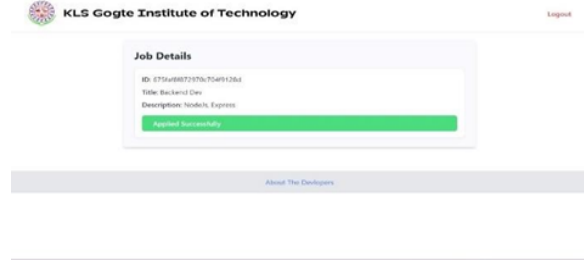 KLS Gogte Institute of Technology
Logout
Job Details
ID:
Title: Backend Dev
Description: NodeJs, Express
Applied Successfully
About The Devlopers